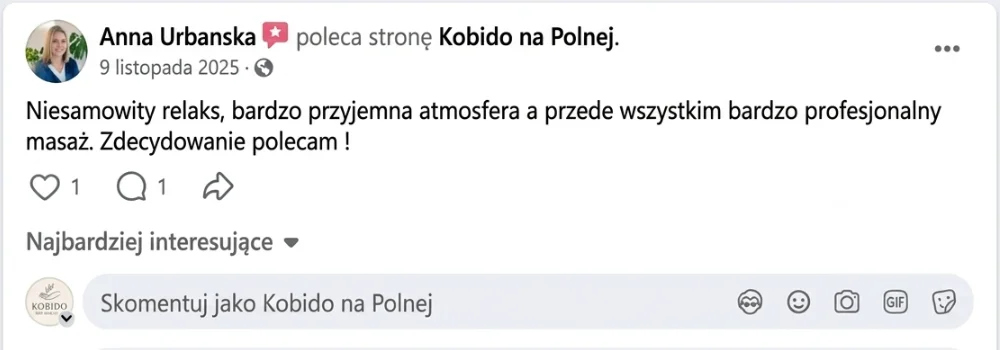 Anna Urbanska poleca stronę Kobido na Polnej.
9 listopada 2025 ·
Niesamowity relaks, bardzo przyjemna atmosfera a przede wszystkim bardzo profesjonalny
masaż. Zdecydowanie polecam !
1 1
Najbardziej interesujące
KOBIDO
Skomentuj jako Kobido na Polnej
GIF